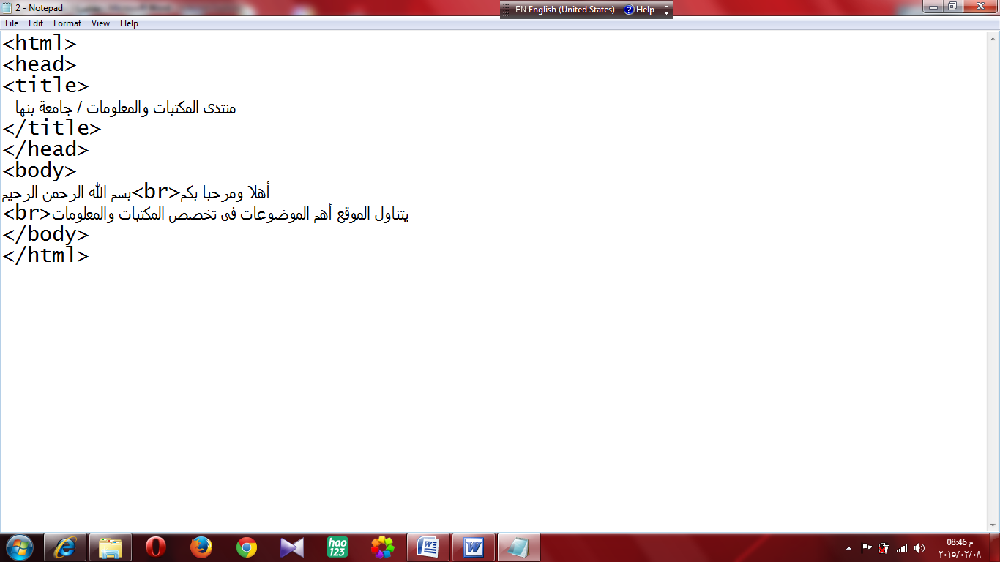 2 - Notepad
EN English (United States) Help
File Edit Format View Help
<html>
<head>
<title>
منتدى المكتبات والمعلومات / جامعة بنها
</title>
</head>
<body>
بسم الله الرحمن الرحيم<br>أهلا ومرحبا بكم
<br>يتناول الموقع أهم الموضوعات فى تخصص المكتبات والمعلومات
</body>
</html>
hao
123
08:46 م
٢٠١٥/٠٢/٠٨